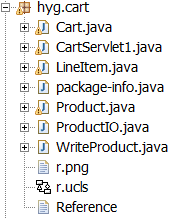 hyg.cart
Cart.java
CartServlet1.java
LineItem.java
package-info.java
Product.java
ProductIO.java
WriteProduct.java
r.png
r.ucls
Reference